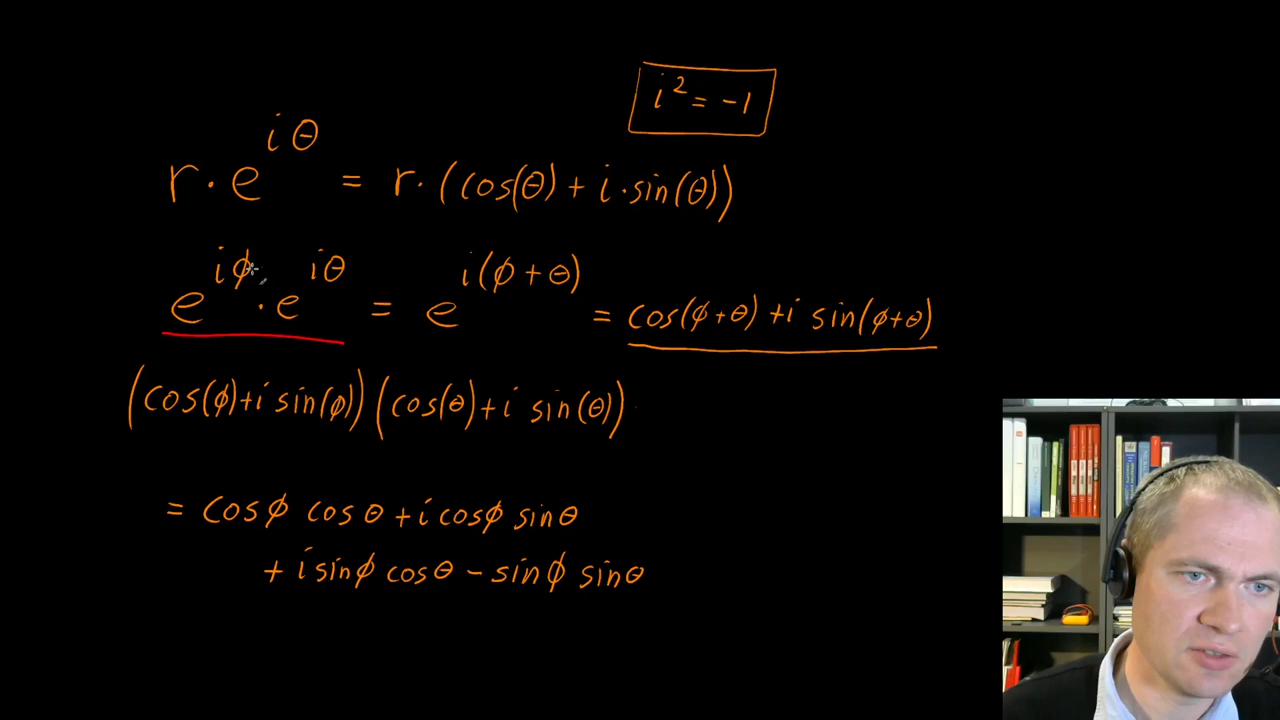 i² = -1
r · e^{iθ} = r · (cos(θ) + i · sin(θ))
e^{iϕ} · e^{iθ} = e^{i(ϕ + θ)} = cos(ϕ+θ) + i sin(ϕ+θ)
(cos(ϕ)+i sin(ϕ)) (cos(θ)+i sin(θ))
= cosϕ cosθ + i cosϕ sinθ
+ i sinϕ cosθ - sinϕ sinθ